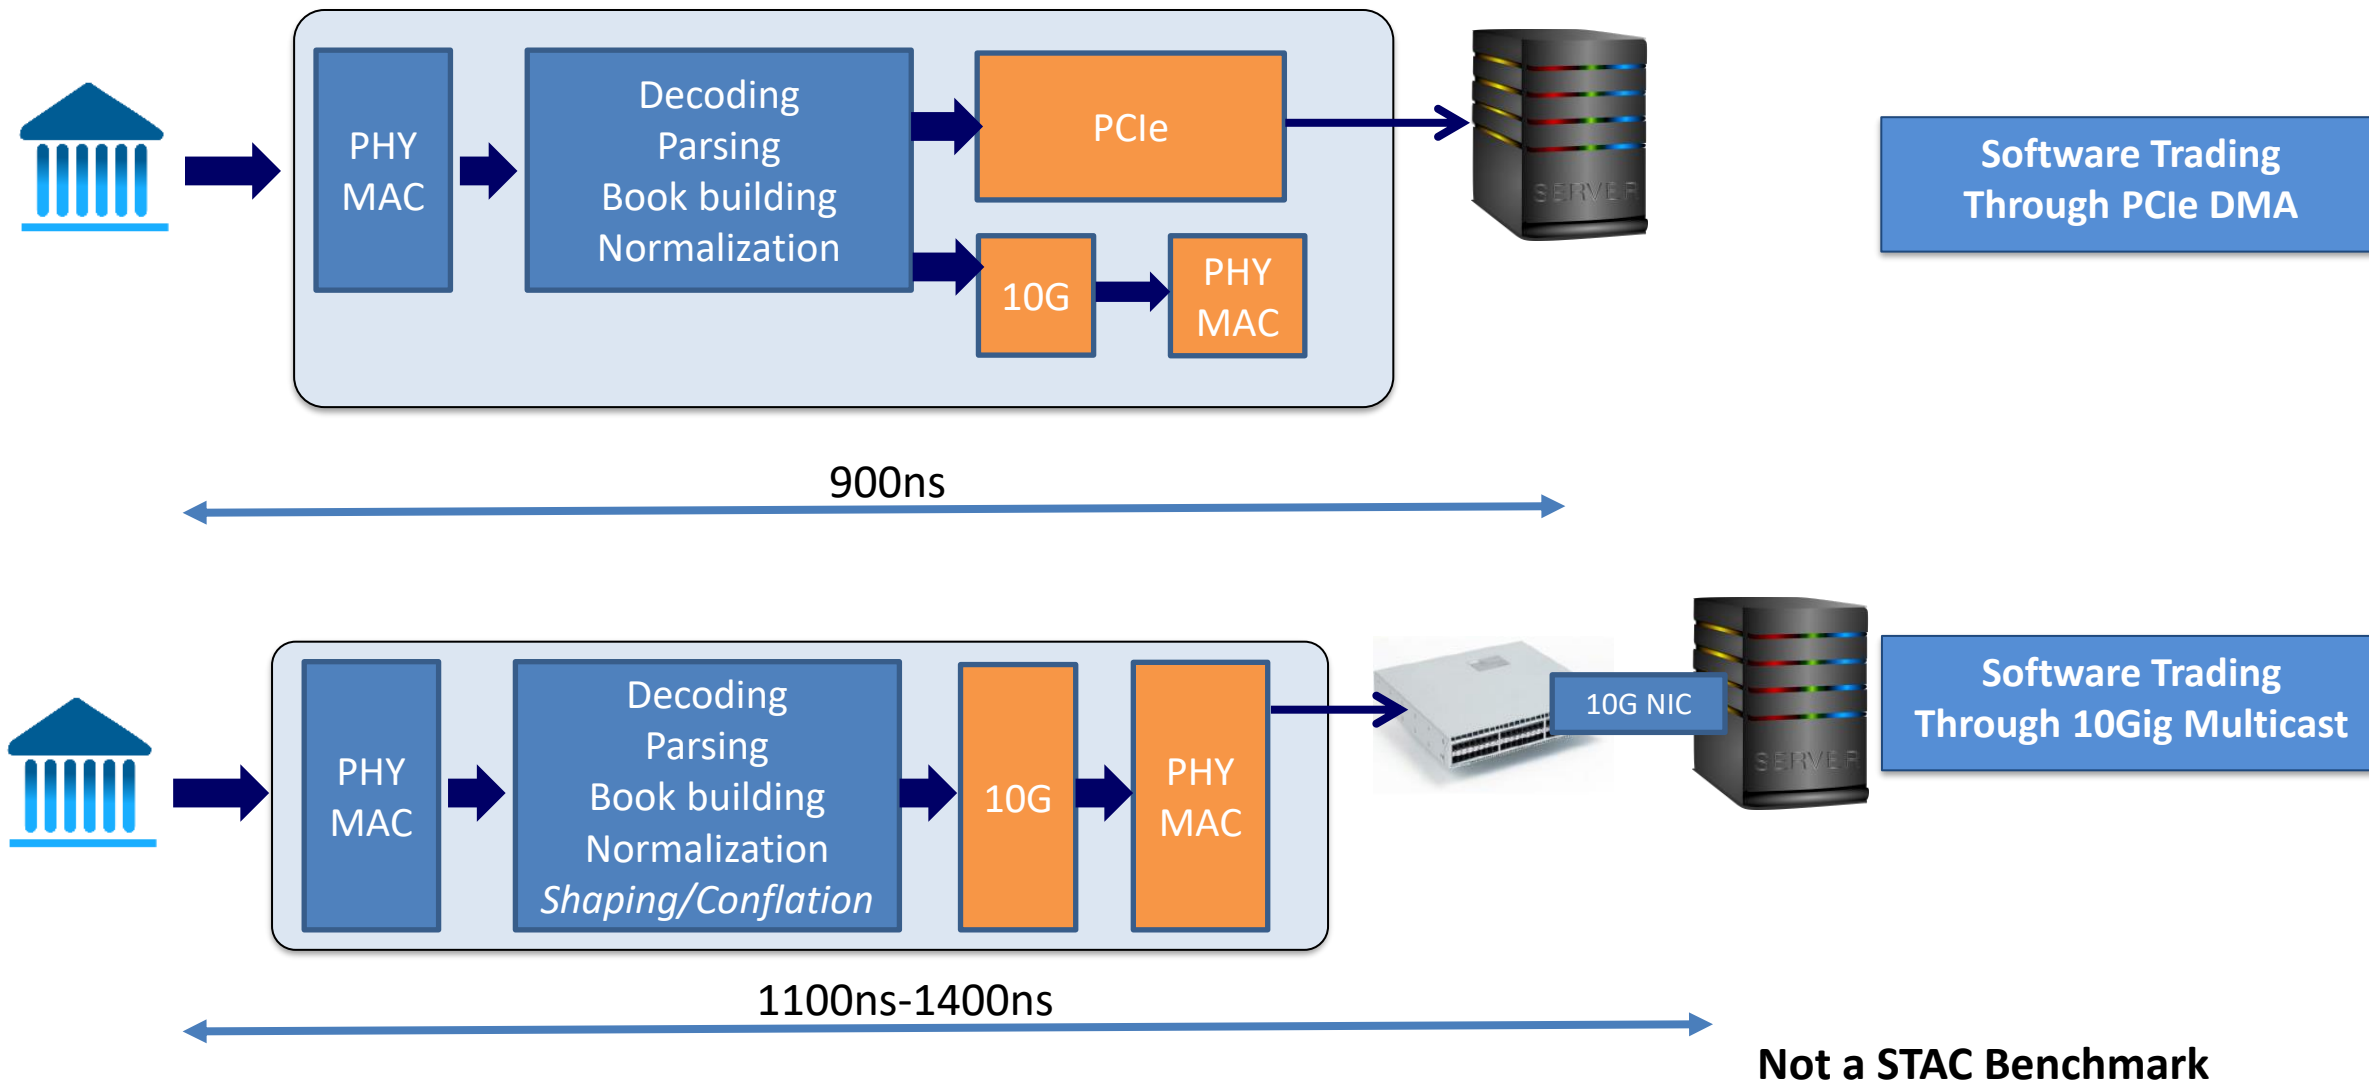 PHY
MAC
Decoding
Parsing
Book building
Normalization
PCIe
10G
PHY
MAC
SERVER
Software Trading
Through PCIe DMA
900ns
PHY
MAC
Decoding
Parsing
Book building
Normalization
Shaping/Conflation
10G
PHY
MAC
10G NIC
SERVER
Software Trading
Through 10Gig Multicast
1100ns-1400ns
Not a STAC Benchmark